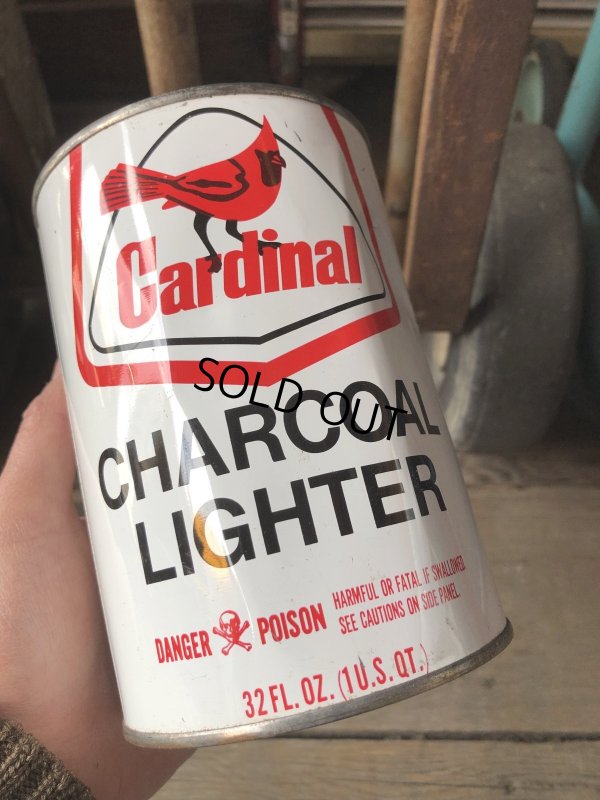 Cardinal
SOLD OUT
CHARCOAL
LIGHTER
DANGER POISON
HARMFUL OR FATAL IF SWALLOWED
SEE CAUTIONS ON SIDE PANEL.
32 FL. OZ. (1 U.S. QT.)